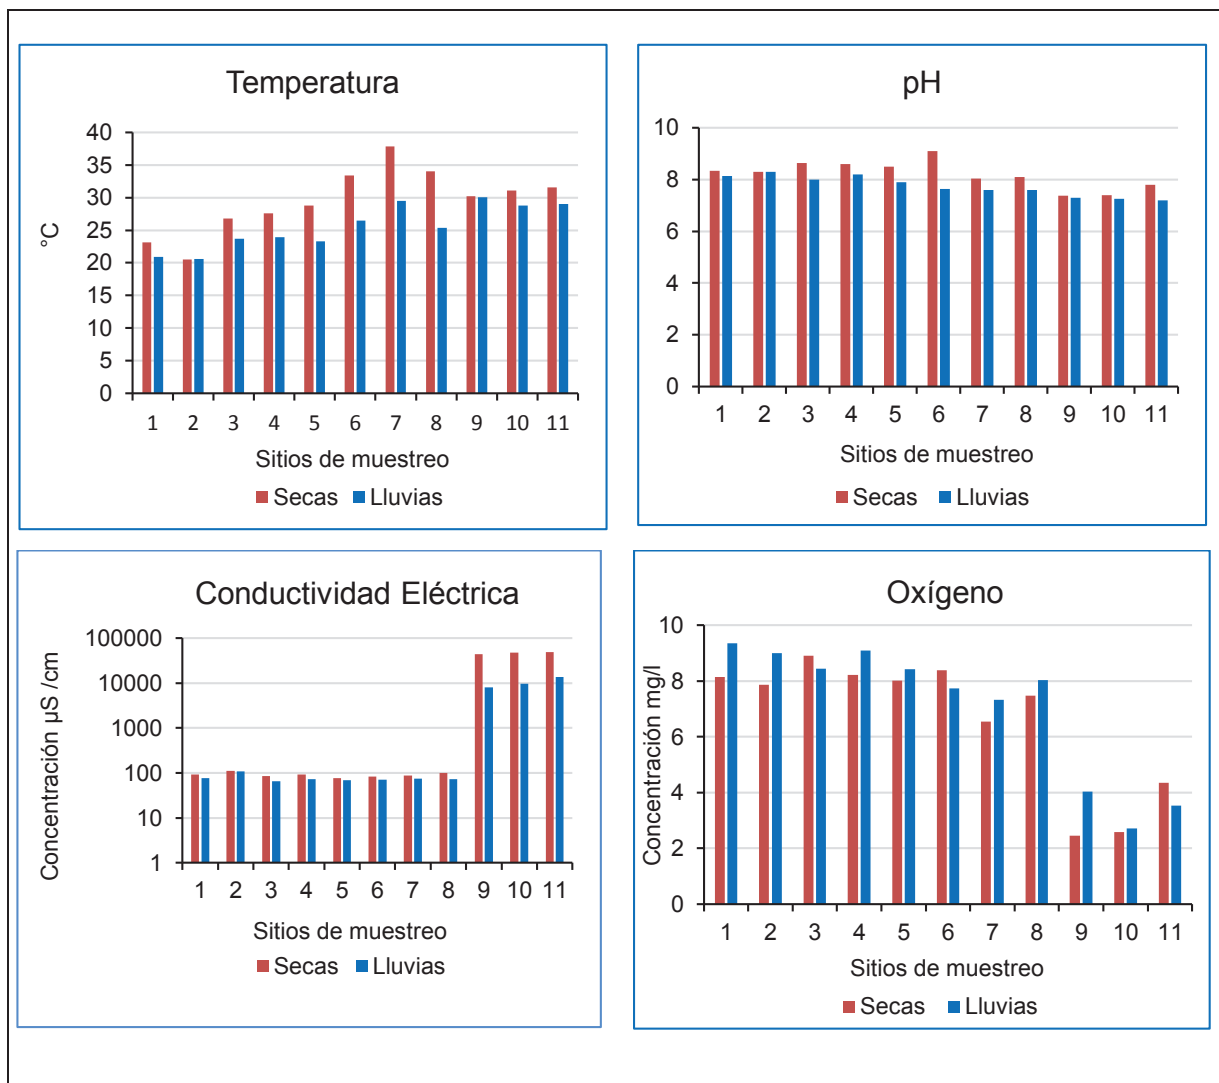 Temperatura
40
35
30
25
20
15
10
5
0
°C
1 2 3 4 5 6 7 8 9 10 11
Sitios de muestreo
Secas Lluvias
pH
10
8
6
4
2
0
1 2 3 4 5 6 7 8 9 10 11
Sitios de muestreo
Secas Lluvias
Conductividad Eléctrica
100000
10000
1000
100
10
1
Concentración µS /cm
1 2 3 4 5 6 7 8 9 10 11
Sitios de muestreo
Secas Lluvias
Oxígeno
10
8
6
4
2
0
Concentración mg/l
1 2 3 4 5 6 7 8 9 10 11
Sitios de muestreo
Secas Lluvias